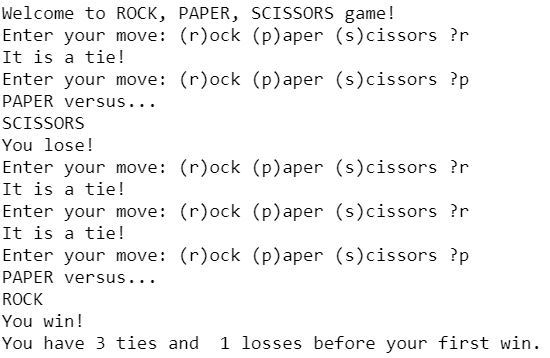 Welcome to ROCK, PAPER, SCISSORS game!
Enter your move: (r)ock (p)aper (s)cissors ?r
It is a tie!
Enter your move: (r)ock (p)aper (s)cissors ?p
PAPER versus...
SCISSORS
You lose!
Enter your move: (r)ock (p)aper (s)cissors ?r
It is a tie!
Enter your move: (r)ock (p)aper (s)cissors ?r
It is a tie!
Enter your move: (r)ock (p)aper (s)cissors ?p
PAPER versus...
ROCK
You win!
You have 3 ties and  1 losses before your first win.